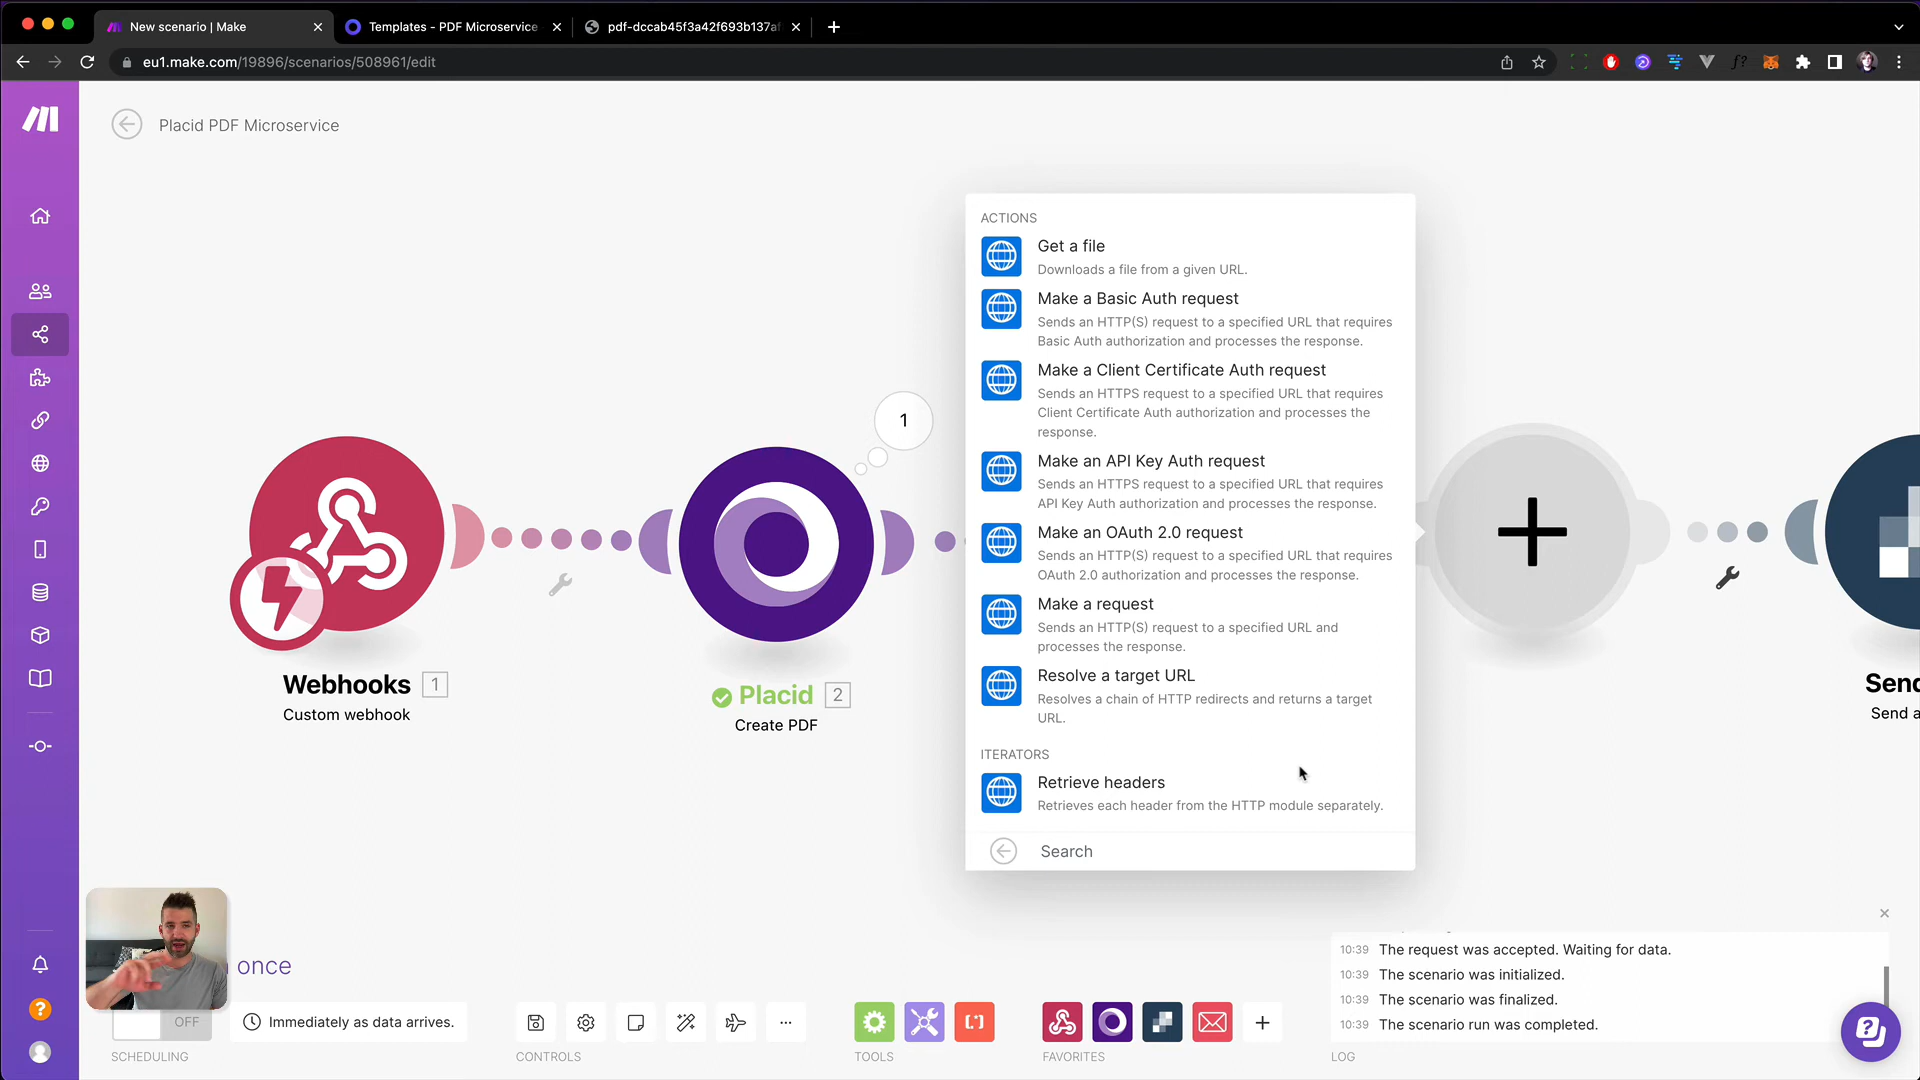 New scenario | Make
Templates - PDF Microservice
pdf-dccab45f3a42f693b137a
eu1.make.com/19896/scenarios/508961/edit
Placid PDF Microservice
ACTIONS
Get a file
Downloads a file from a given URL.
Make a Basic Auth request
Sends an HTTP(S) request to a specified URL that requires
Basic Auth authorization and processes the response.
Make a Client Certificate Auth request
Sends an HTTPS request to a specified URL that requires
Client Certificate Auth authorization and processes the
response.
Make an API Key Auth request
Sends an HTTPS request to a specified URL that requires
API Key Auth authorization and processes the response.
Make an OAuth 2.0 request
Sends an HTTP(S) request to a specified URL that requires
OAuth 2.0 authorization and processes the response.
Make a request
Sends an HTTP(S) request to a specified URL and
processes the response.
Resolve a target URL
Resolves a chain of HTTP redirects and returns a target
URL.
ITERATORS
Retrieve headers
Retrieves each header from the HTTP module separately.
Search
1
Webhooks 1
Custom webhook
Placid 2
Create PDF
Send
Send a
once
OFF
Immediately as data arrives.
SCHEDULING
CONTROLS
TOOLS
FAVORITES
10:39 The request was accepted. Waiting for data.
10:39 The scenario was initialized.
10:39 The scenario was finalized.
10:39 The scenario run was completed.
LOG